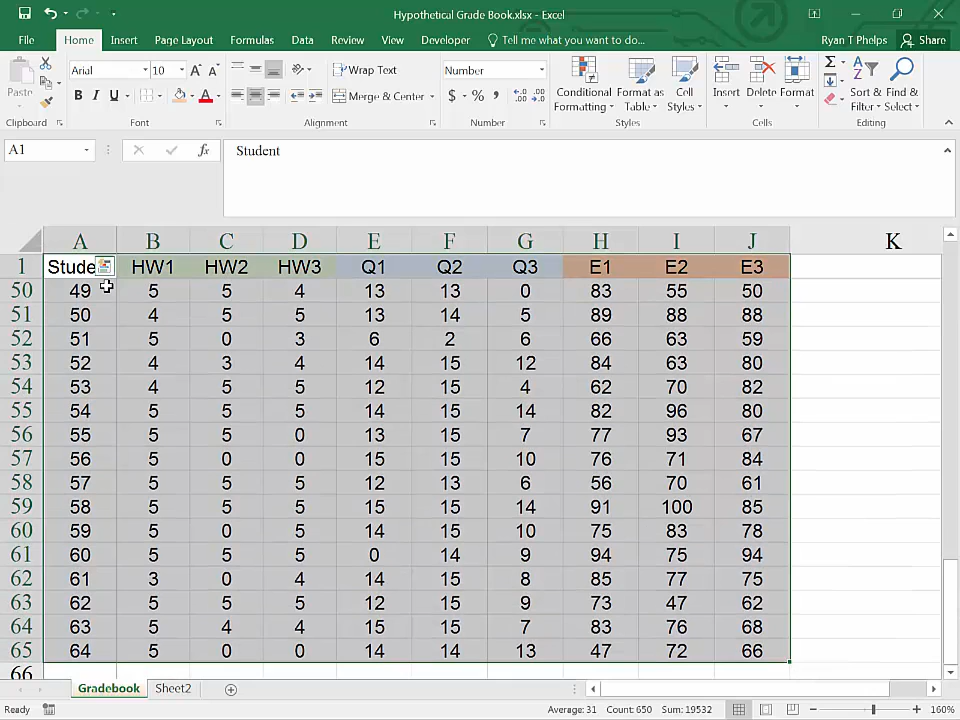 Hypothetical Grade Book.xlsx - Excel
File Home Insert Page Layout Formulas Data Review View Developer Tell me what you want to do... Ryan T Phelps Share
Paste Arial 10 A A Wrap Text Number Conditional Formatting Format as Table Cell Styles Insert Delete Format Σ Sort & Filter Find & Select
B I U A Merge & Center $ % , .0 .00 .00 .0
Clipboard Font Alignment Number Styles Cells Editing
A1 fx Student
A B C D E F G H I J K
1 Stude HW1 HW2 HW3 Q1 Q2 Q3 E1 E2 E3
50 49 5 5 4 13 13 0 83 55 50
51 50 4 5 5 13 14 5 89 88 88
52 51 5 0 3 6 2 6 66 63 59
53 52 4 3 4 14 15 12 84 63 80
54 53 4 5 5 12 15 4 62 70 82
55 54 5 5 5 14 15 14 82 96 80
56 55 5 5 0 13 15 7 77 93 67
57 56 5 0 0 15 15 10 76 71 84
58 57 5 5 5 12 13 6 56 70 61
59 58 5 5 5 15 15 14 91 100 85
60 59 5 0 5 14 15 10 75 83 78
61 60 5 5 5 0 14 9 94 75 94
62 61 3 0 4 14 15 8 85 77 75
63 62 5 5 5 12 15 9 73 47 62
64 63 5 4 4 15 15 7 83 76 68
65 64 5 0 0 14 14 13 47 72 66
66
Gradebook Sheet2
Ready Average: 31 Count: 650 Sum: 19532 160%